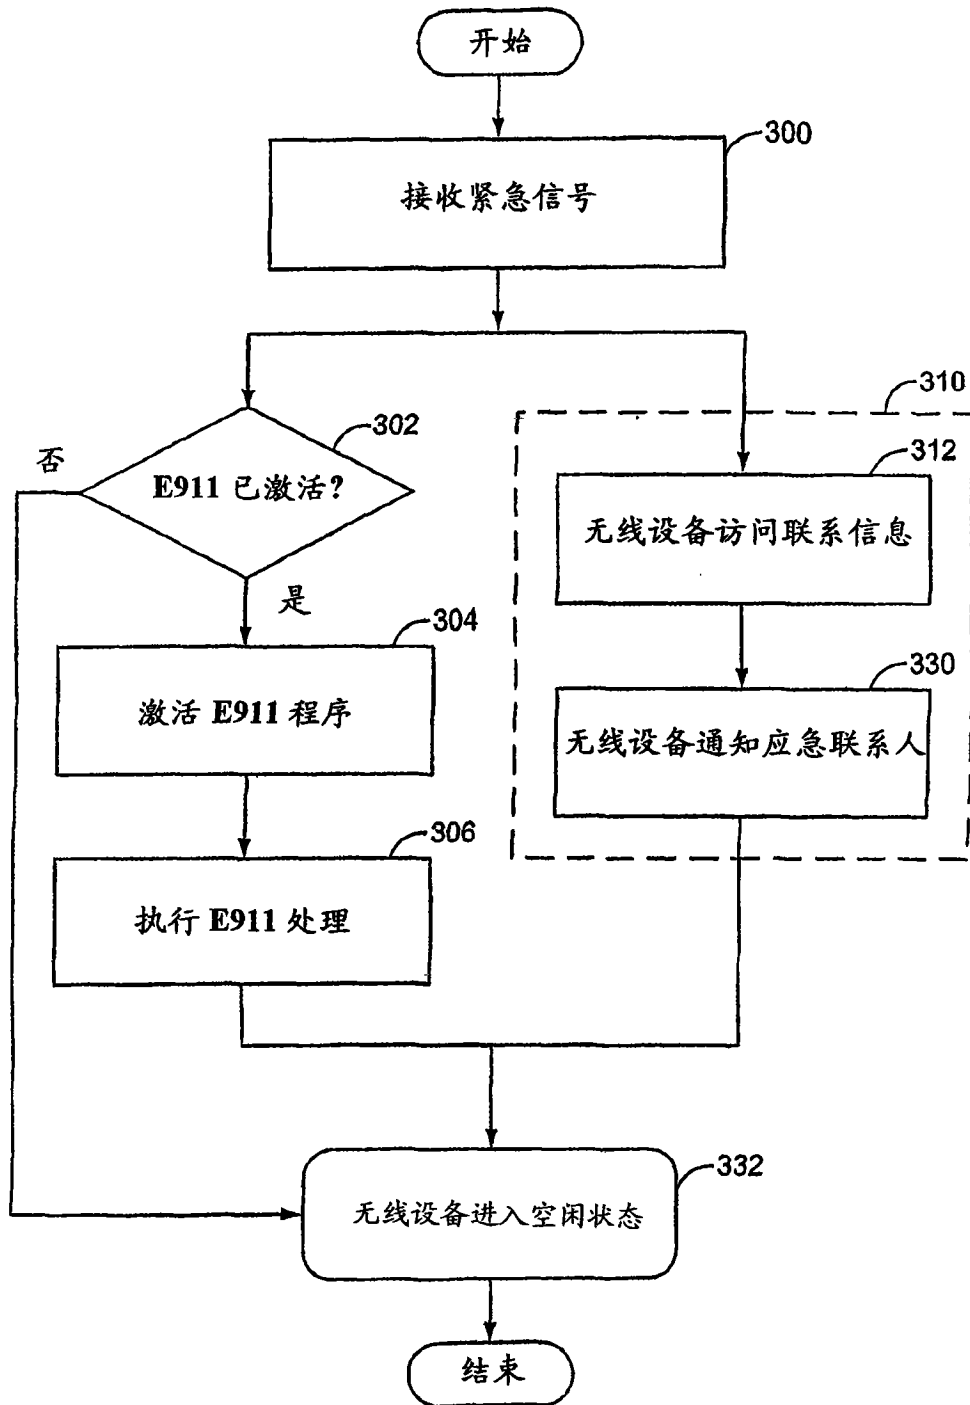 开始
300
接收紧急信号
310
302
312
否
E911 已激活?
无线设备访问联系信息
是
304
330
激活 E911 程序
无线设备通知应急联系人
306
执行 E911 处理
332
无线设备进入空闲状态
结束